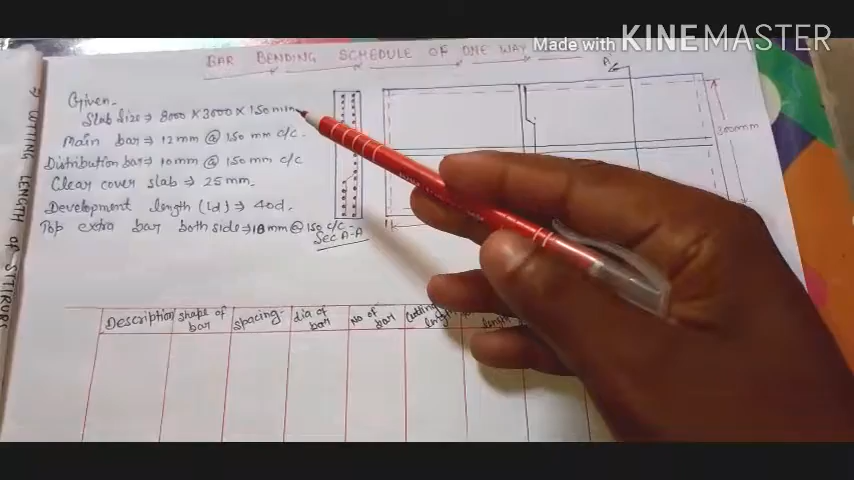 Made with KINEMASTER
BAR BENDING SCHEDULE OF ONE WAY
A
Given-
Slab size → 8000 X 3000 X 150 mm
Main bar → 12 mm @ 150 mm c/c.
Distribution bar → 10 mm @ 150 mm c/c
Clear cover slab → 25 mm.
Development length (Ld) → 40d.
Top extra bar both side → 10 mm @ 150 c/c
Sec A-A
300mm
⇒ CUTTING LENGTH OF STIRURS
Description
shape of bar
spacing
dia of bar
No of bar
Cutting length
length